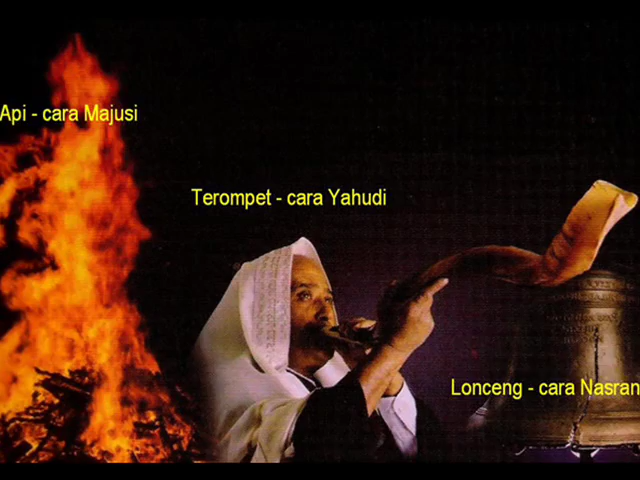 Api - cara Majusi
Terompet - cara Yahudi
Lonceng - cara Nasran